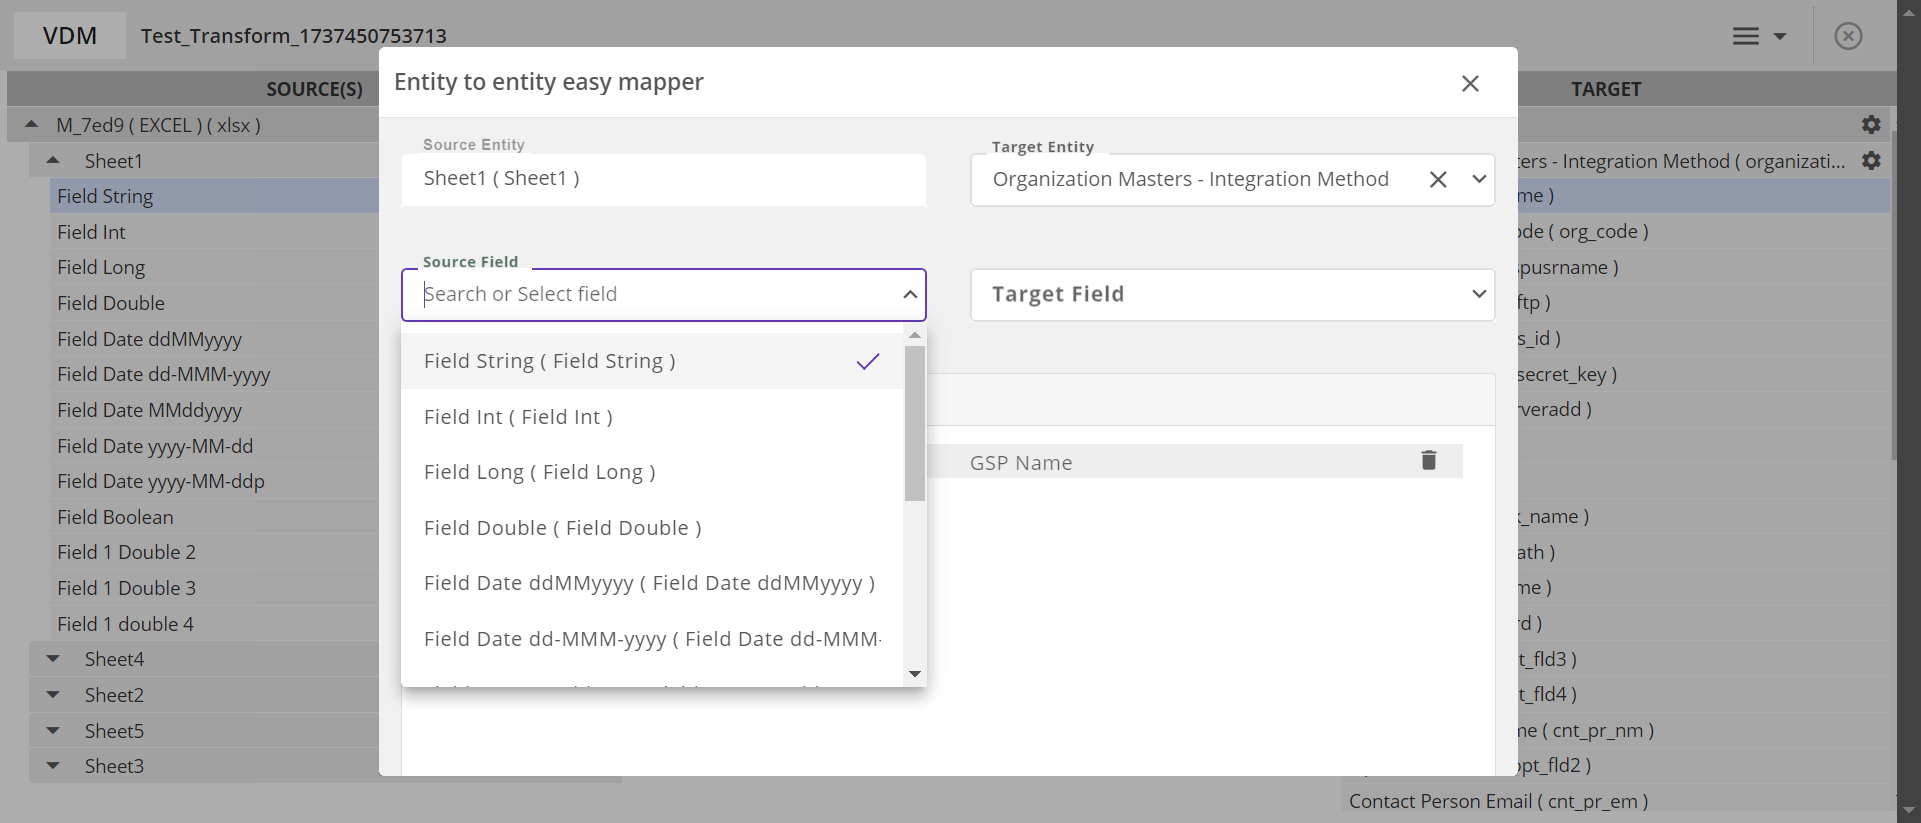 VDM
Test_Transform_1737450753713
Entity to entity easy mapper
SOURCE(S)
TARGET
M_7ed9 ( EXCEL ) ( xlsx )
Sheet1
Field String
Field Int
Field Long
Field Double
Field Date ddMMyyyy
Field Date dd-MMM-yyyy
Field Date MMddyyyy
Field Date yyyy-MM-dd
Field Date yyyy-MM-ddp
Field Boolean
Field 1 Double 2
Field 1 Double 3
Field 1 double 4
Sheet4
Sheet2
Sheet5
Sheet3
Source Entity
Sheet1 ( Sheet1 )
Target Entity
Organization Masters - Integration Method
Source Field
Search or Select field
Target Field
Field String ( Field String )
Field Int ( Field Int )
Field Long ( Field Long )
Field Double ( Field Double )
Field Date ddMMyyyy ( Field Date ddMMyyyy )
Field Date dd-MMM-yyyy ( Field Date dd-MMM-
GSP Name
ters - Integration Method ( organizati...
me )
ode ( org_code )
spusrname )
ftp )
s_id )
secret_key )
rveradd )
k_name )
ath )
me )
rd )
t_fld3 )
t_fld4 )
me ( cnt_pr_nm )
opt_fld2 )
Contact Person Email ( cnt_pr_em )